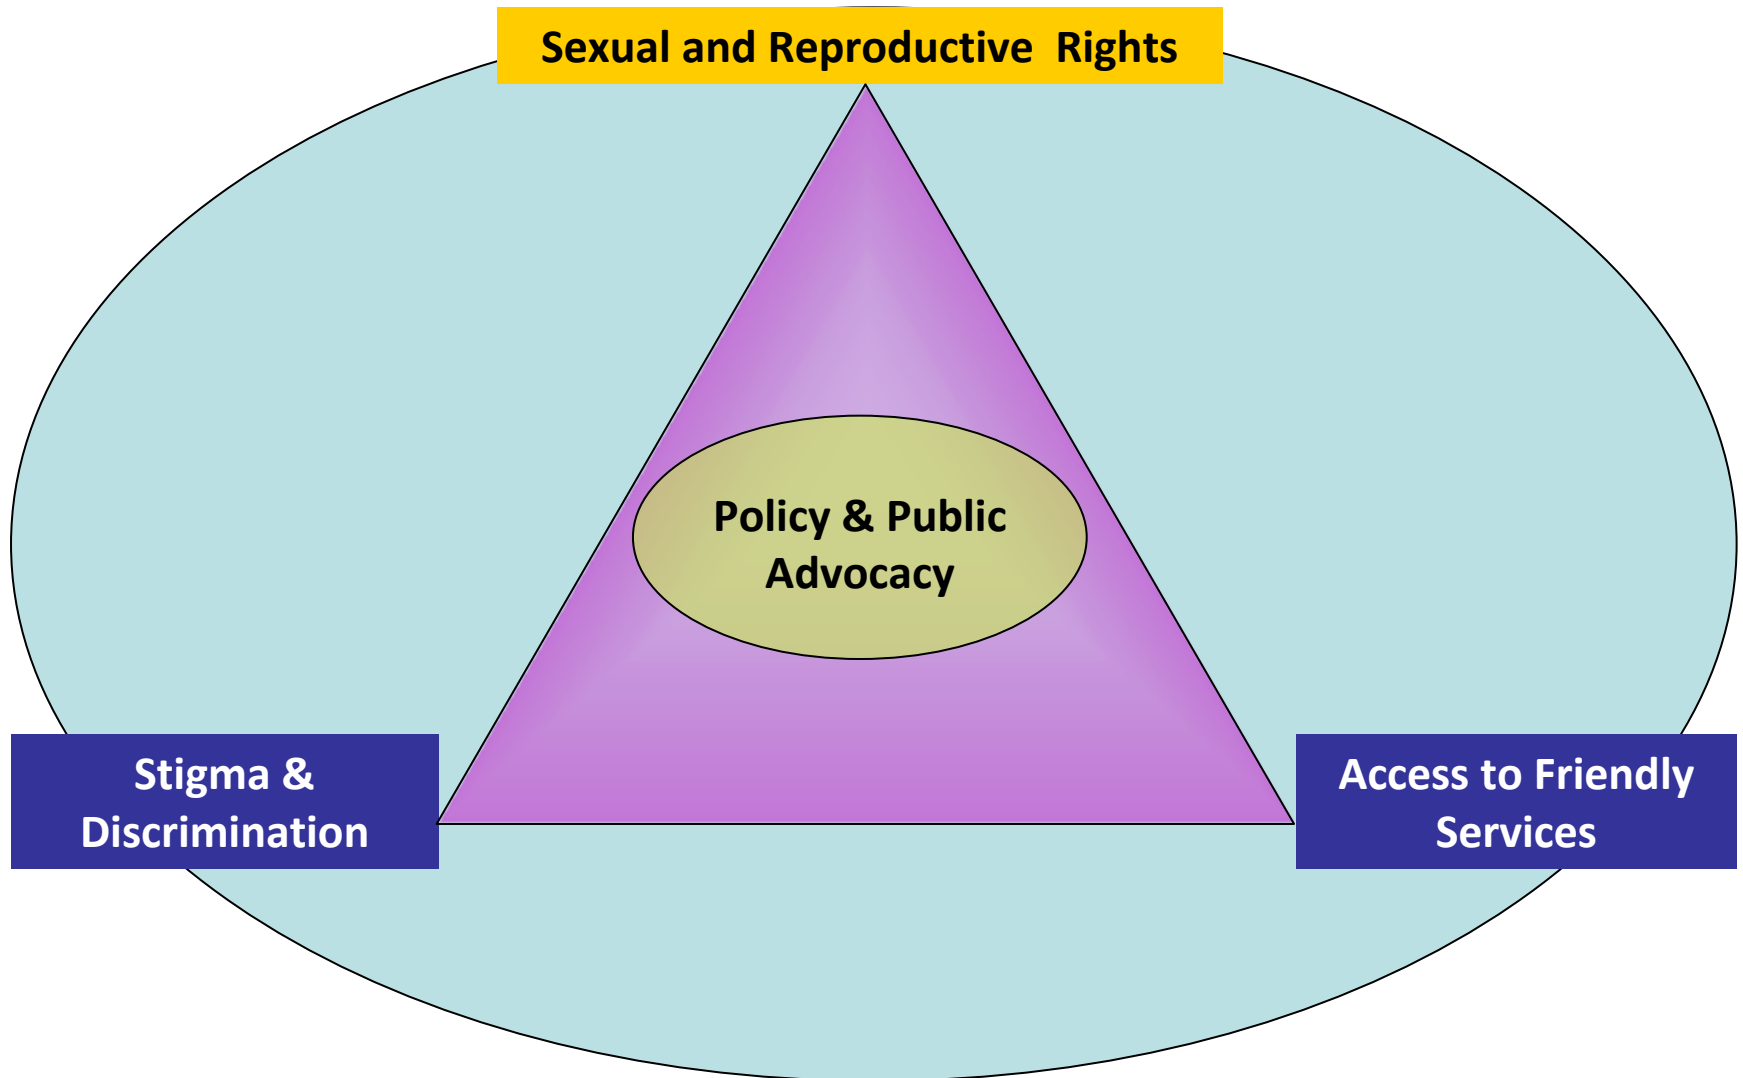 Sexual and Reproductive  Rights
Policy & Public
Advocacy
Stigma &
Discrimination
Access to Friendly
Services